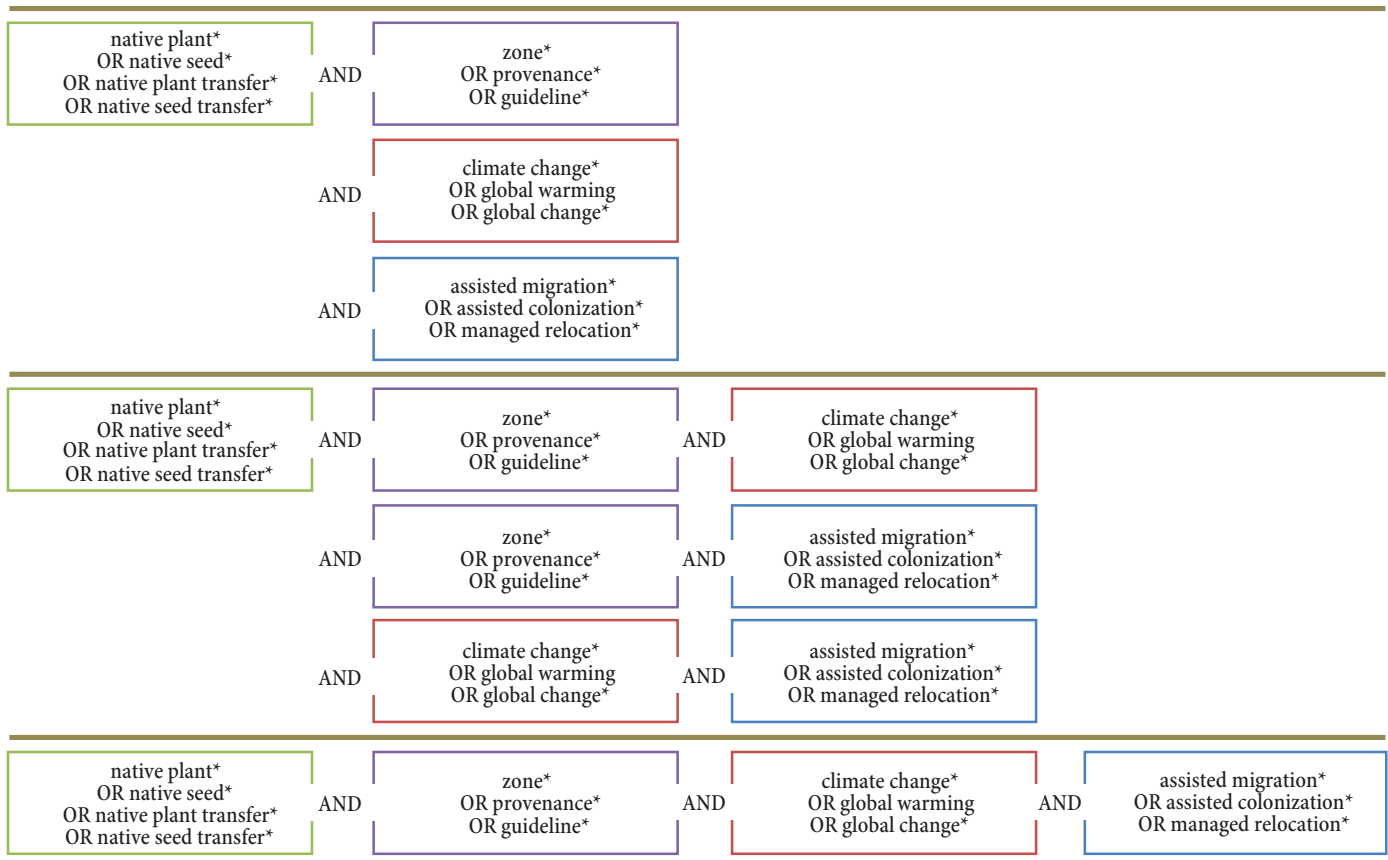 native plant*
OR native seed*
OR native plant transfer*
OR native seed transfer*
AND
zone*
OR provenance*
OR guideline*
AND
climate change*
OR global warming
OR global change*
AND
assisted migration*
OR assisted colonization*
OR managed relocation*
native plant*
OR native seed*
OR native plant transfer*
OR native seed transfer*
AND
zone*
OR provenance*
OR guideline*
AND
climate change*
OR global warming
OR global change*
AND
zone*
OR provenance*
OR guideline*
AND
assisted migration*
OR assisted colonization*
OR managed relocation*
AND
climate change*
OR global warming
OR global change*
AND
assisted migration*
OR assisted colonization*
OR managed relocation*
native plant*
OR native seed*
OR native plant transfer*
OR native seed transfer*
AND
zone*
OR provenance*
OR guideline*
AND
climate change*
OR global warming
OR global change*
AND
assisted migration*
OR assisted colonization*
OR managed relocation*